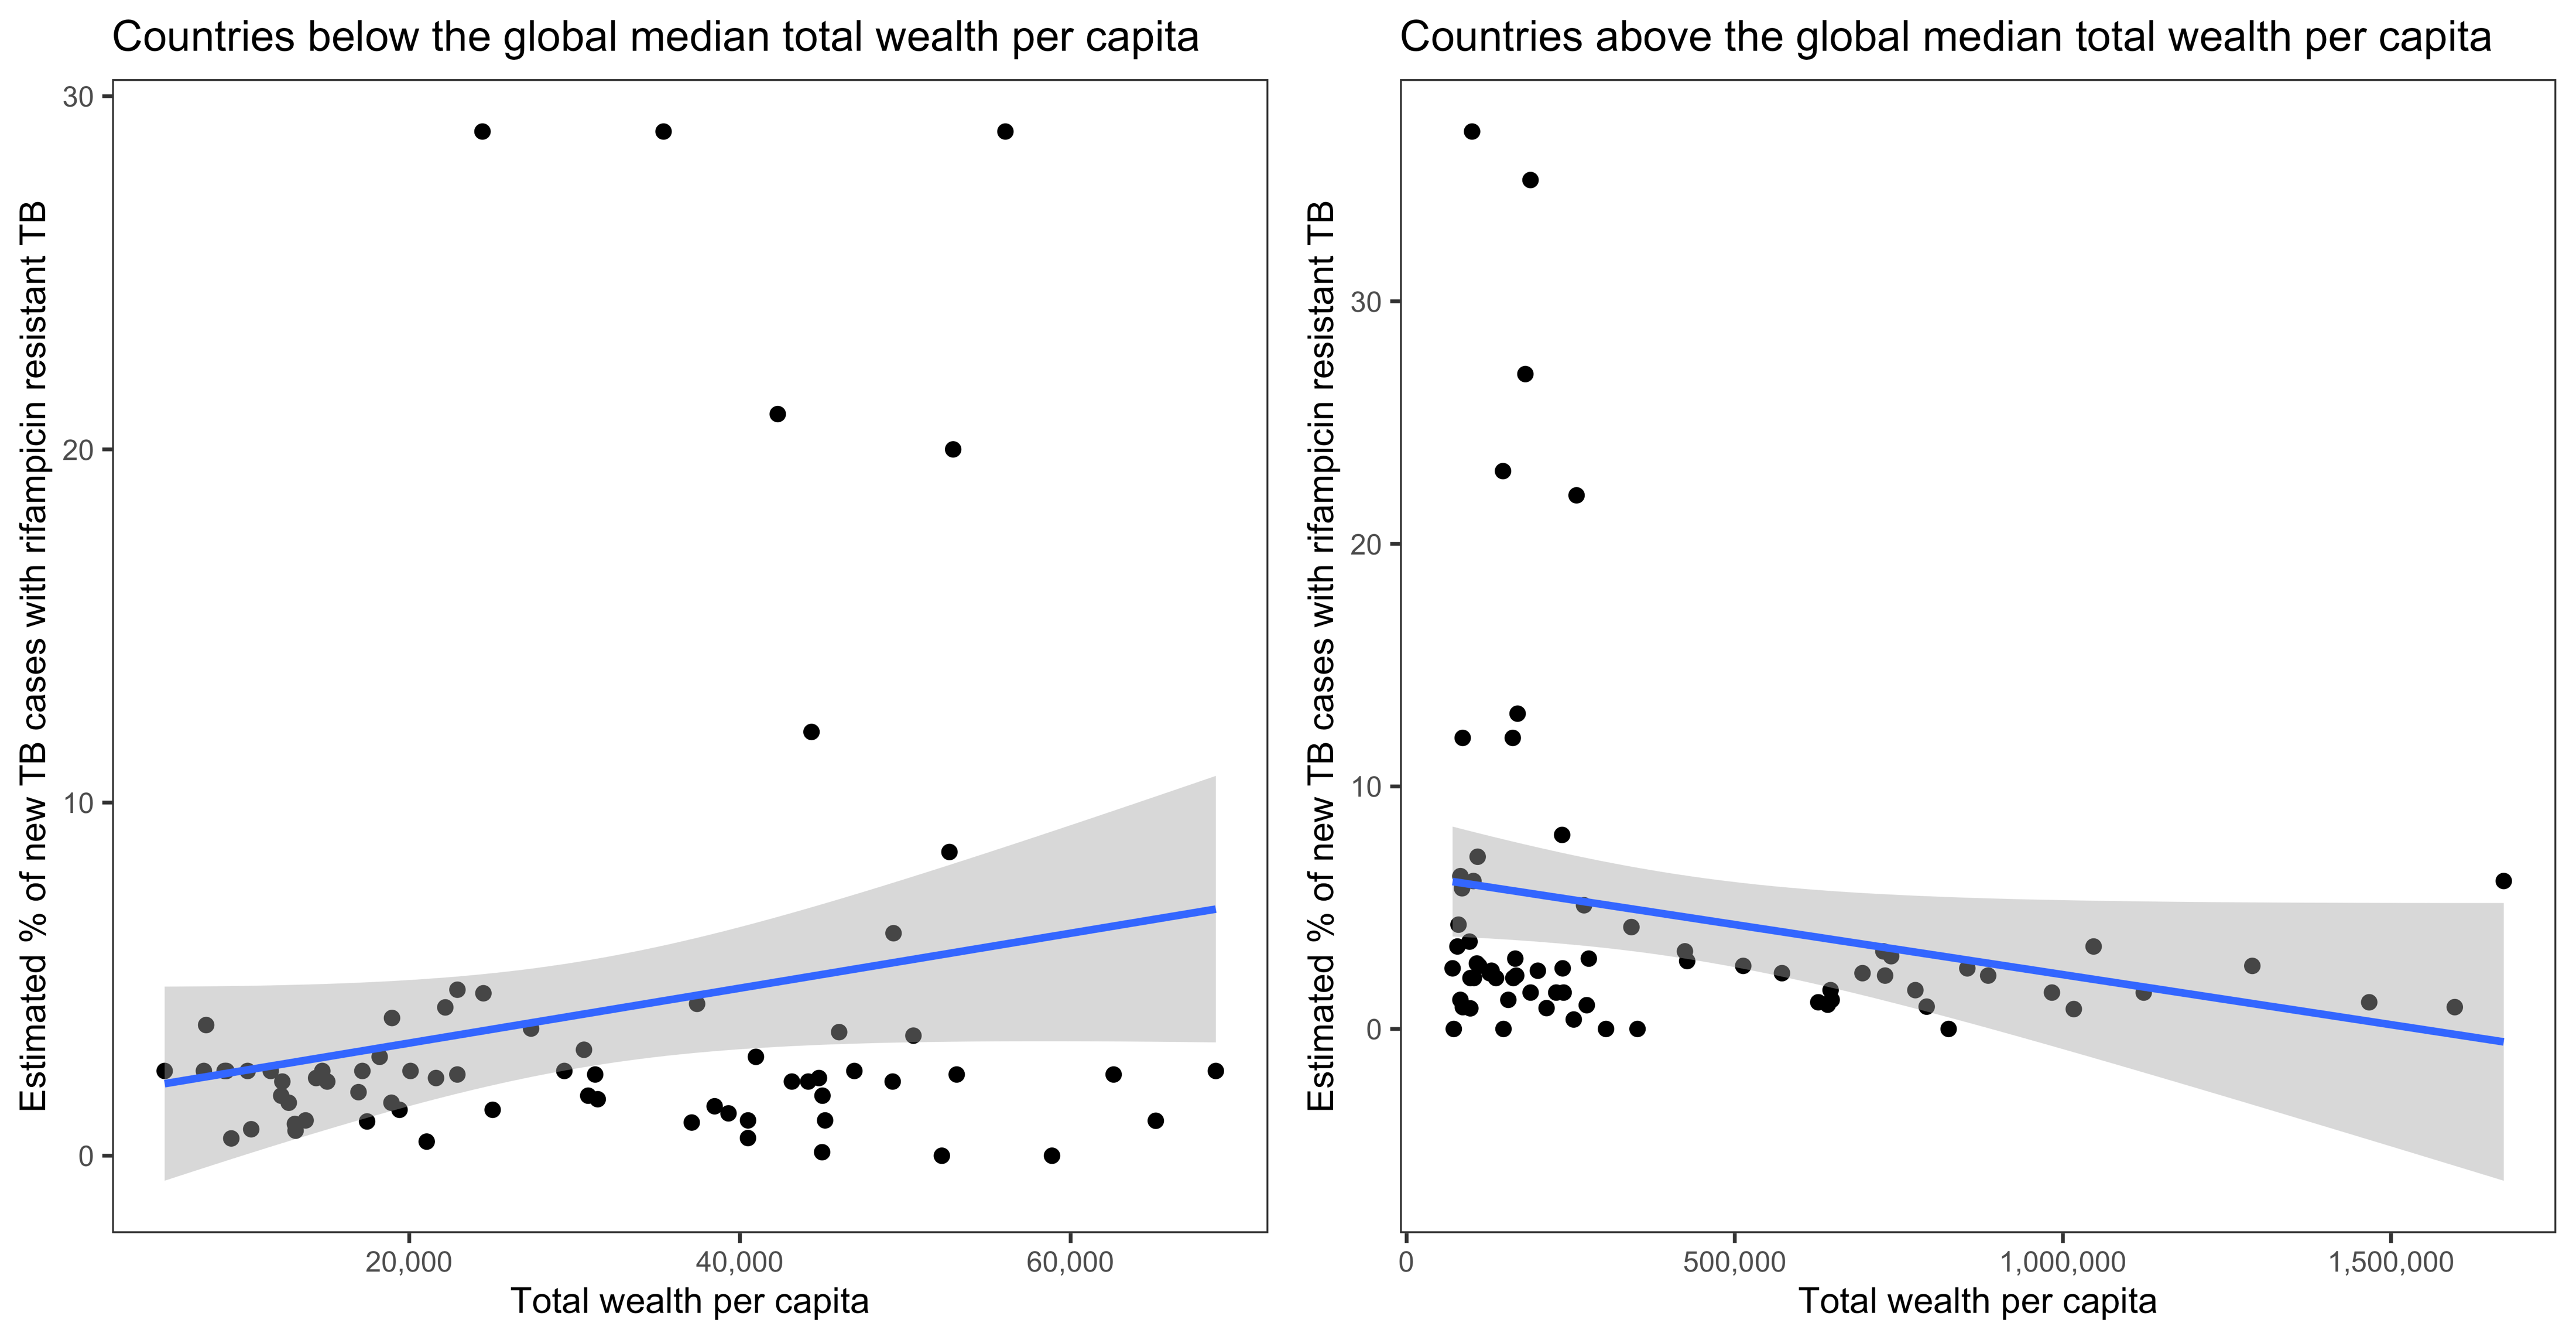 Countries below the global median total wealth per capita
Estimated % of new TB cases with rifampicin resistant TB
30
20
10
0
20,000
40,000
60,000
Total wealth per capita
Countries above the global median total wealth per capita
Estimated % of new TB cases with rifampicin resistant TB
30
20
10
0
0
500,000
1,000,000
1,500,000
Total wealth per capita